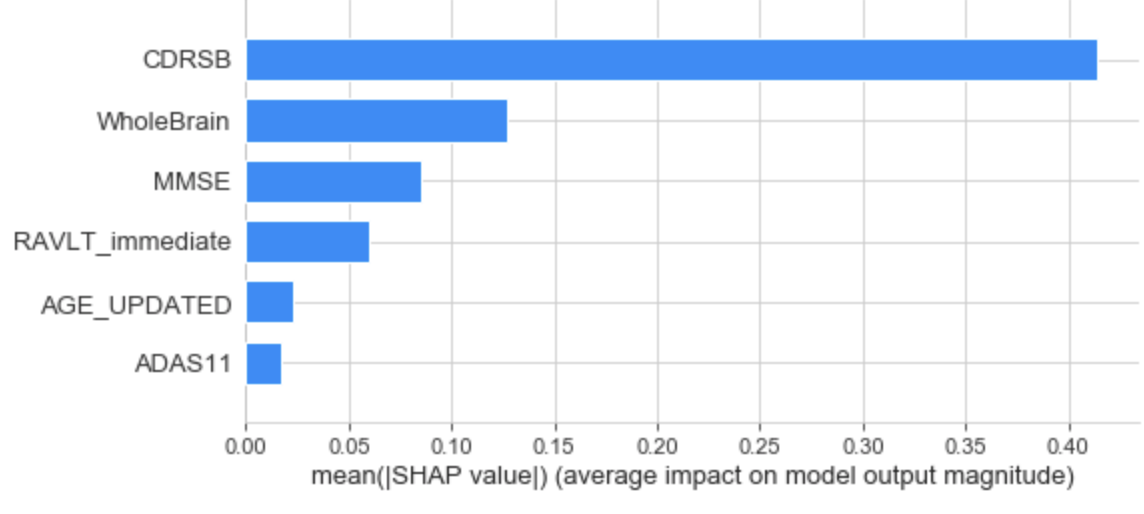 CDRSB
WholeBrain
MMSE
RAVLT_immediate
AGE_UPDATED
ADAS11
0.00 0.05 0.10 0.15 0.20 0.25 0.30 0.35 0.40
mean(|SHAP value|) (average impact on model output magnitude)